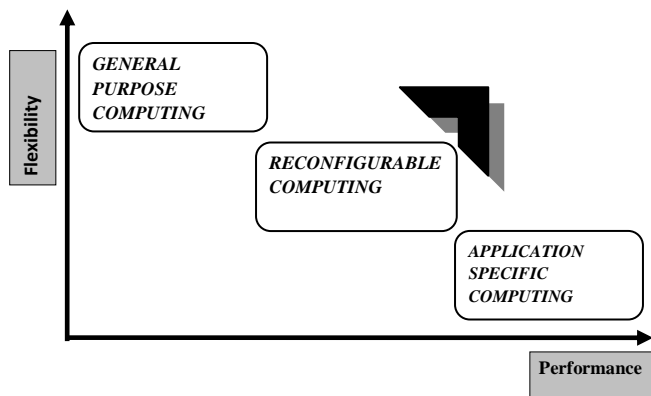 Flexibility
GENERAL
PURPOSE
COMPUTING
RECONFIGURABLE
COMPUTING
APPLICATION
SPECIFIC
COMPUTING
Performance